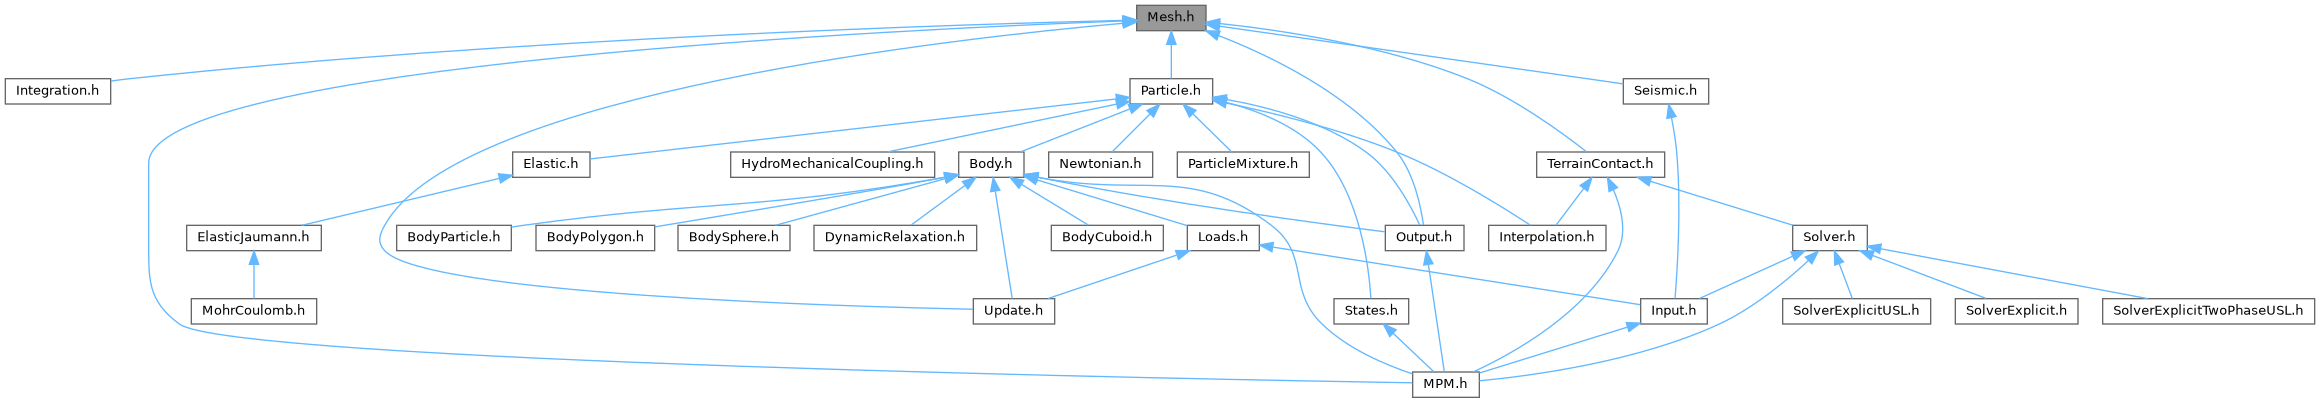 Mesh.h
Integration.h
Particle.h
Seismic.h
Elastic.h
HydroMechanicalCoupling.h
Body.h
Newtonian.h
ParticleMixture.h
TerrainContact.h
ElasticJaumann.h
BodyParticle.h
BodyPolygon.h
BodySphere.h
DynamicRelaxation.h
BodyCuboid.h
Loads.h
Output.h
Interpolation.h
Solver.h
MohrCoulomb.h
Update.h
States.h
Input.h
SolverExplicitUSL.h
SolverExplicit.h
SolverExplicitTwoPhaseUSL.h
MPM.h